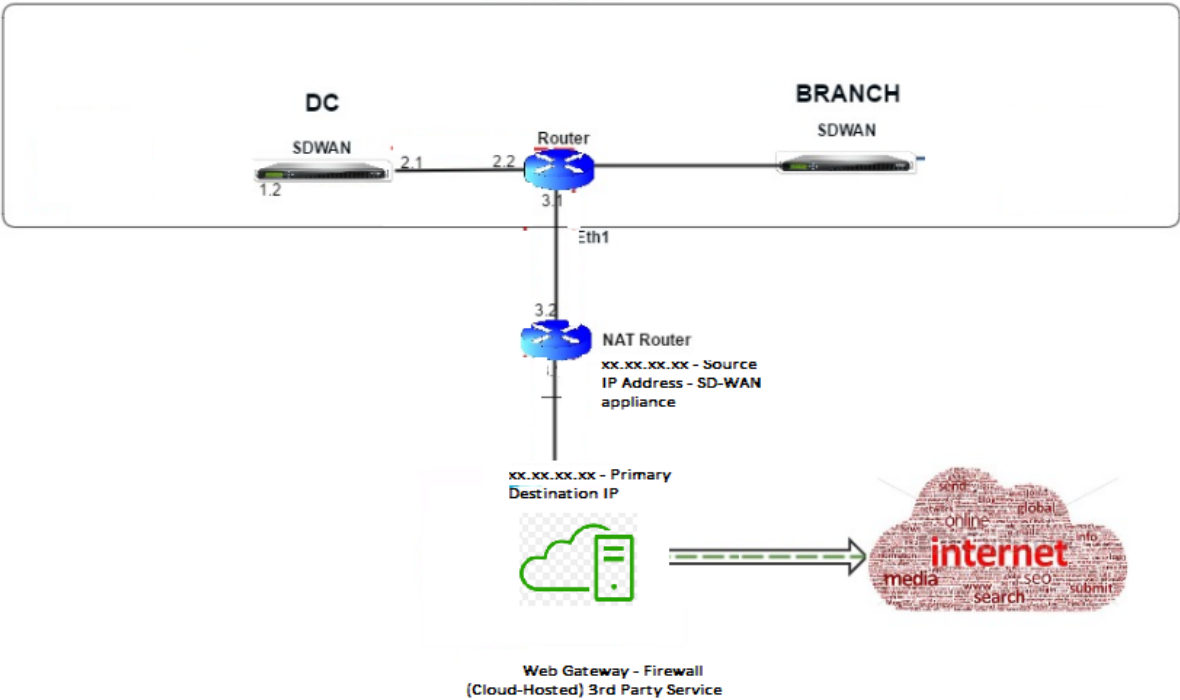 DC
BRANCH
SDWAN
Router
SDWAN
2.1
2.2
1.2
3.1
Eth1
3.2
NAT Router
xx.xx.xx.xx - Source
IP Address - SD-WAN
appliance
xx.xx.xx.xx - Primary
Destination IP
send
global
online
info
internet
media
seo
www
submit
search
Web Gateway - Firewall
(Cloud-Hosted) 3rd Party Service